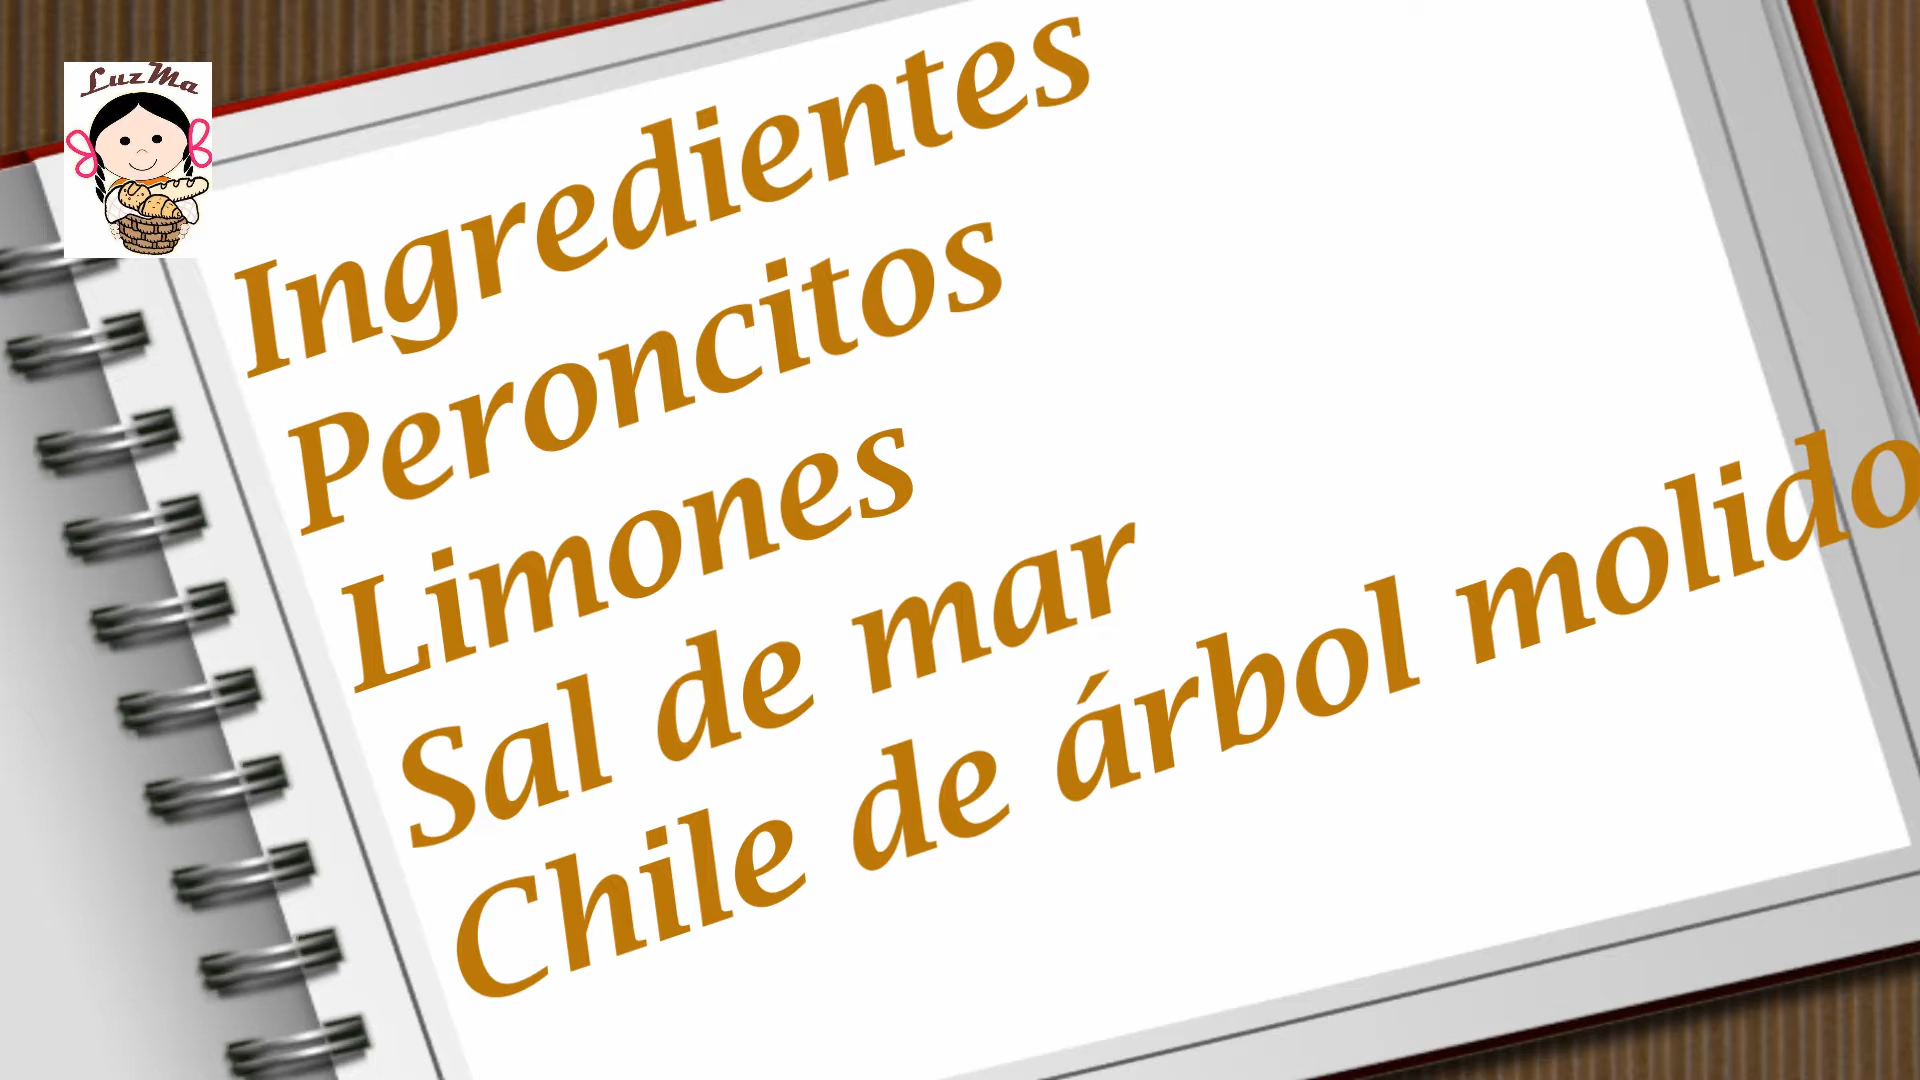 LuzMa
Ingredientes
Peroncitos
Limones
Sal de mar
Chile de árbol molido